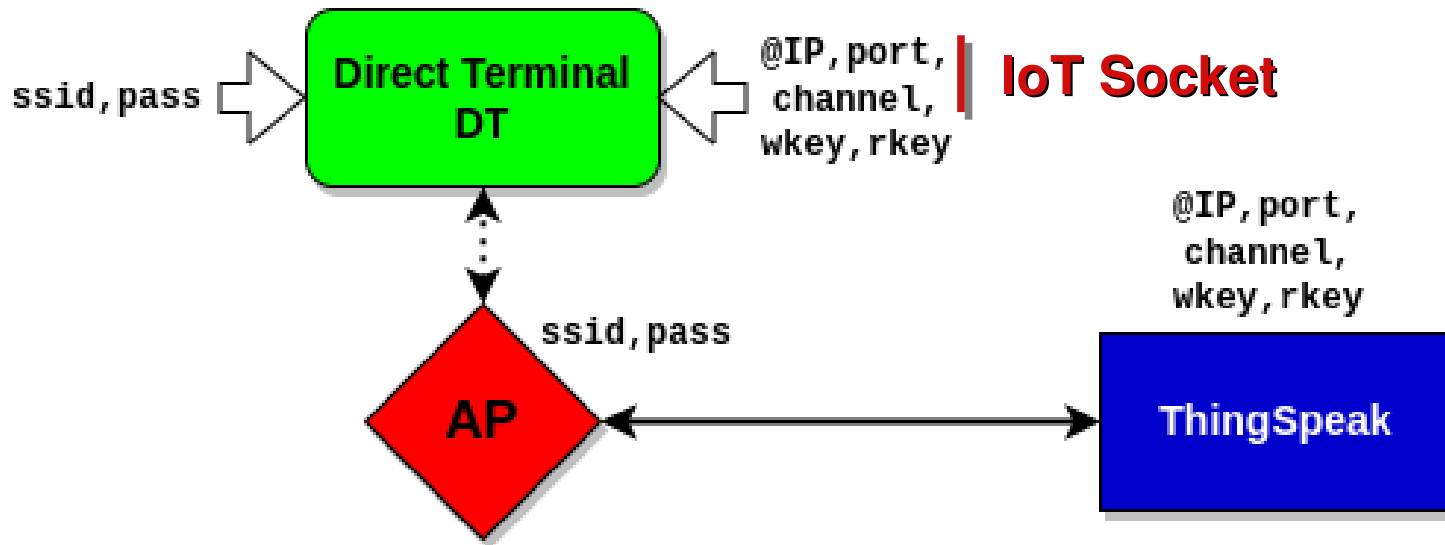 ssid,pass
Direct Terminal
DT
@IP,port,
channel,
wkey,rkey
IoT Socket
@IP,port,
channel,
wkey,rkey
ssid,pass
AP
ThingSpeak